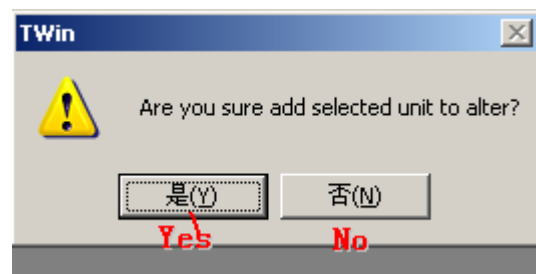 TWin
Are you sure add selected unit to alter?
是(Y) 否(N)
Yes No